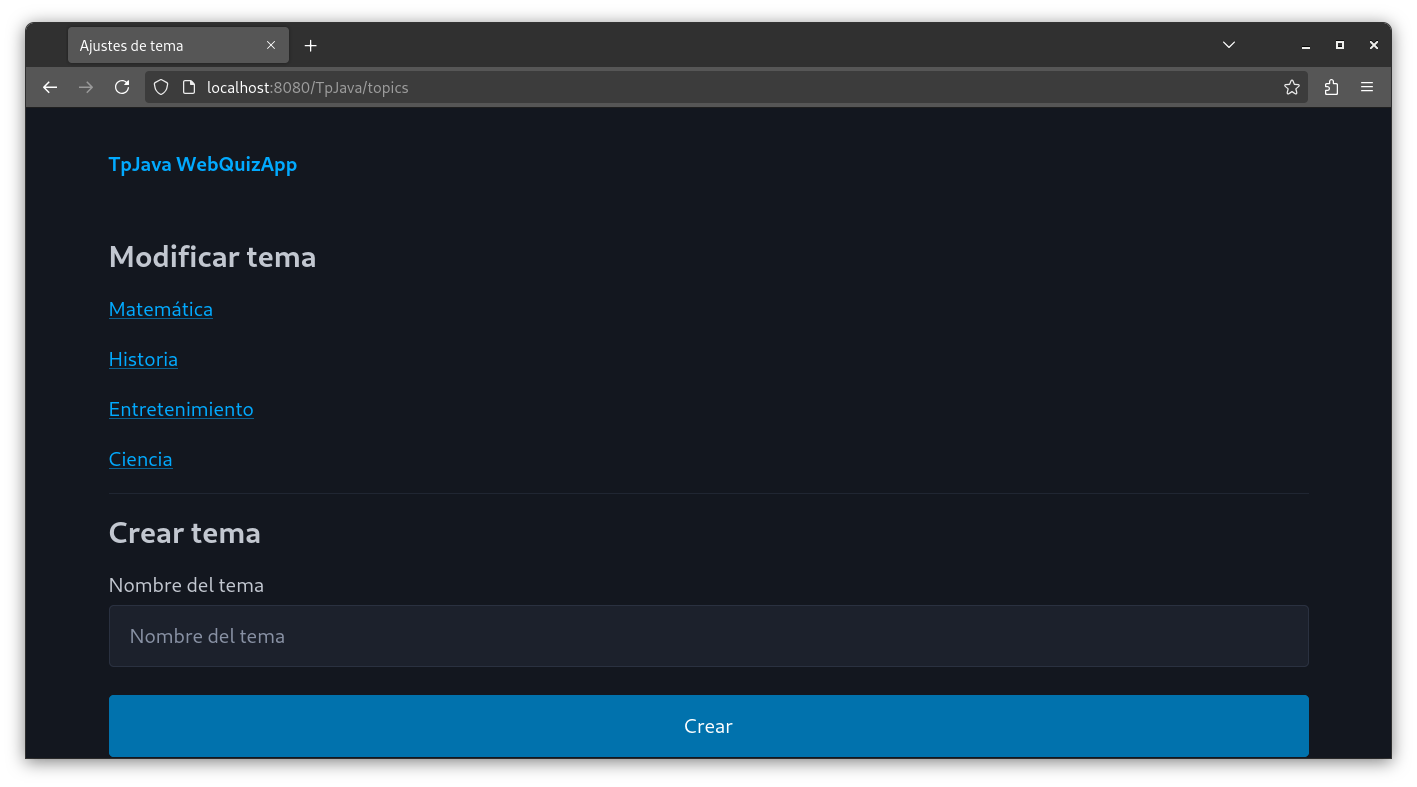 Ajustes de tema
localhost:8080/TpJava/topics
TpJava WebQuizApp
Modificar tema
Matemática
Historia
Entretenimiento
Ciencia
Crear tema
Nombre del tema
Nombre del tema
Crear